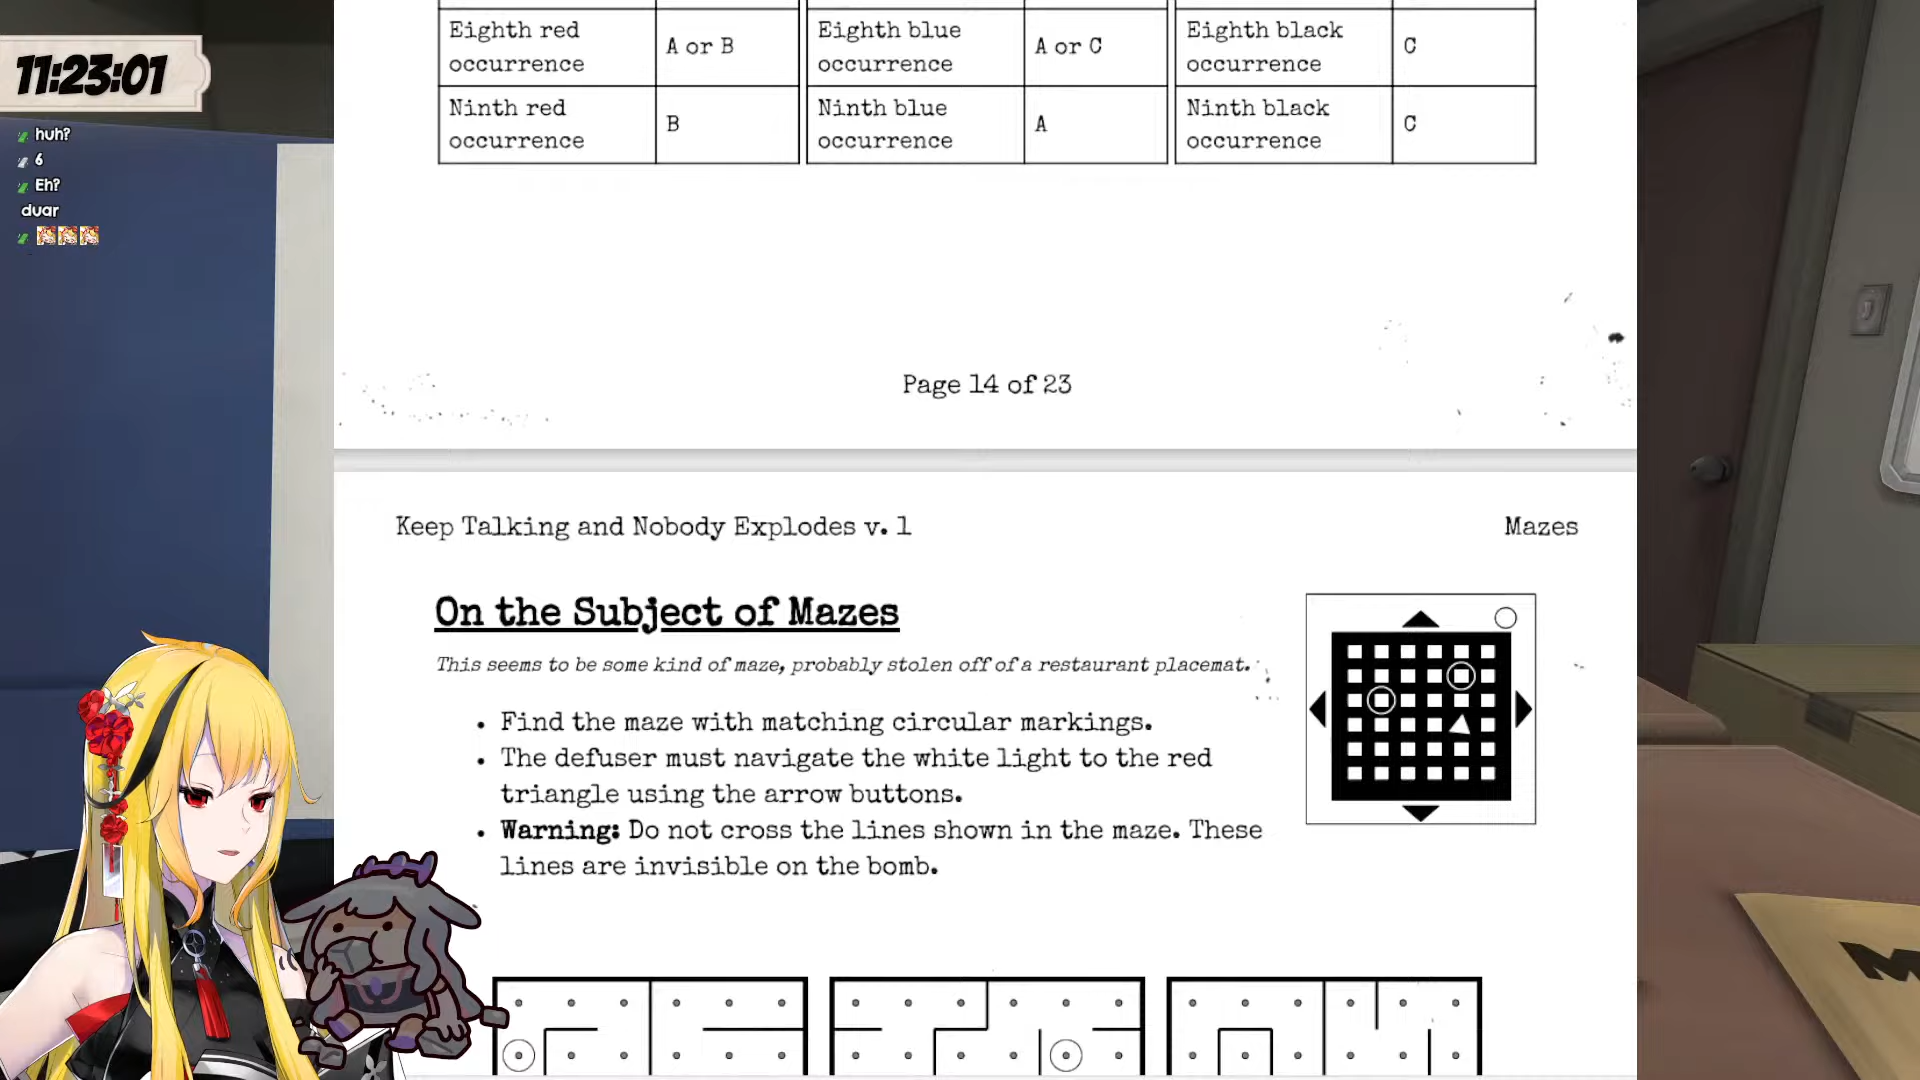 11:23:01
huh?
6
Eh?
duar
Eighth red occurrence
A or B
Eighth blue occurrence
A or C
Eighth black occurrence
C
Ninth red occurrence
B
Ninth blue occurrence
A
Ninth black occurrence
C
Page 14 of 23
Keep Talking and Nobody Explodes v. 1
Mazes
On the Subject of Mazes
This seems to be some kind of maze, probably stolen off of a restaurant placemat.
• Find the maze with matching circular markings.
• The defuser must navigate the white light to the red
triangle using the arrow buttons.
• Warning: Do not cross the lines shown in the maze. These
lines are invisible on the bomb.